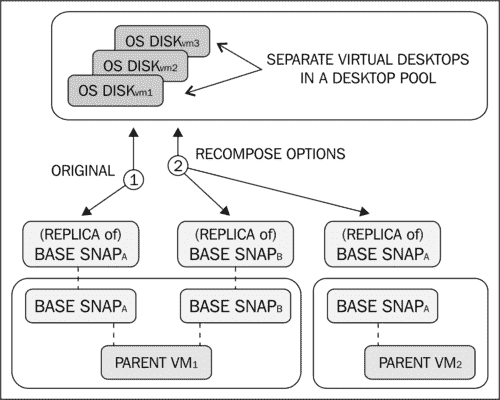 OS DISKvm3
OS DISKvm2
OS DISKvm1
SEPARATE VIRTUAL DESKTOPS
IN A DESKTOP POOL
ORIGINAL
1
2
RECOMPOSE OPTIONS
(REPLICA of)
BASE SNAPA
(REPLICA of)
BASE SNAPB
(REPLICA of)
BASE SNAPA
BASE SNAPA
BASE SNAPB
BASE SNAPA
PARENT VM1
PARENT VM2